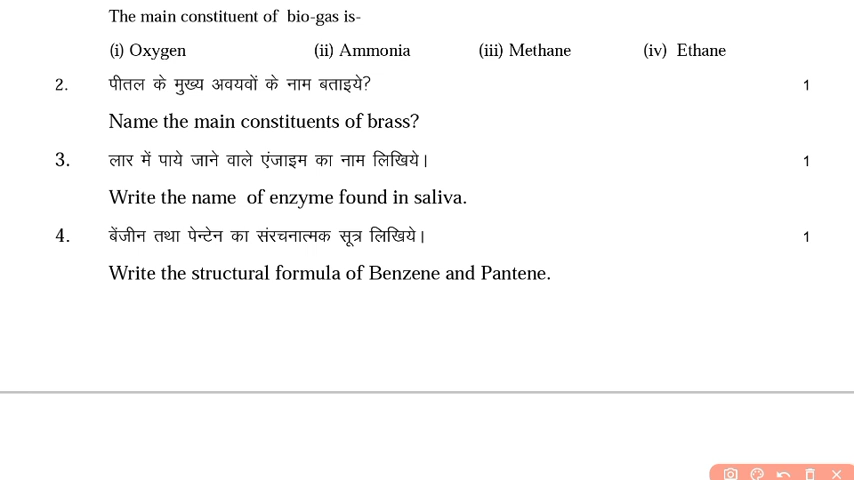 The main constituent of bio-gas is-
(i) Oxygen (ii) Ammonia (iii) Methane (iv) Ethane
2. पीतल के मुख्य अवयवों के नाम बताइये? 1
Name the main constituents of brass?
3. लार में पाये जाने वाले एंजाइम का नाम लिखिये। 1
Write the name of enzyme found in saliva.
4. बेंजीन तथा पेन्टेन का संरचनात्मक सूत्र लिखिये। 1
Write the structural formula of Benzene and Pantene.